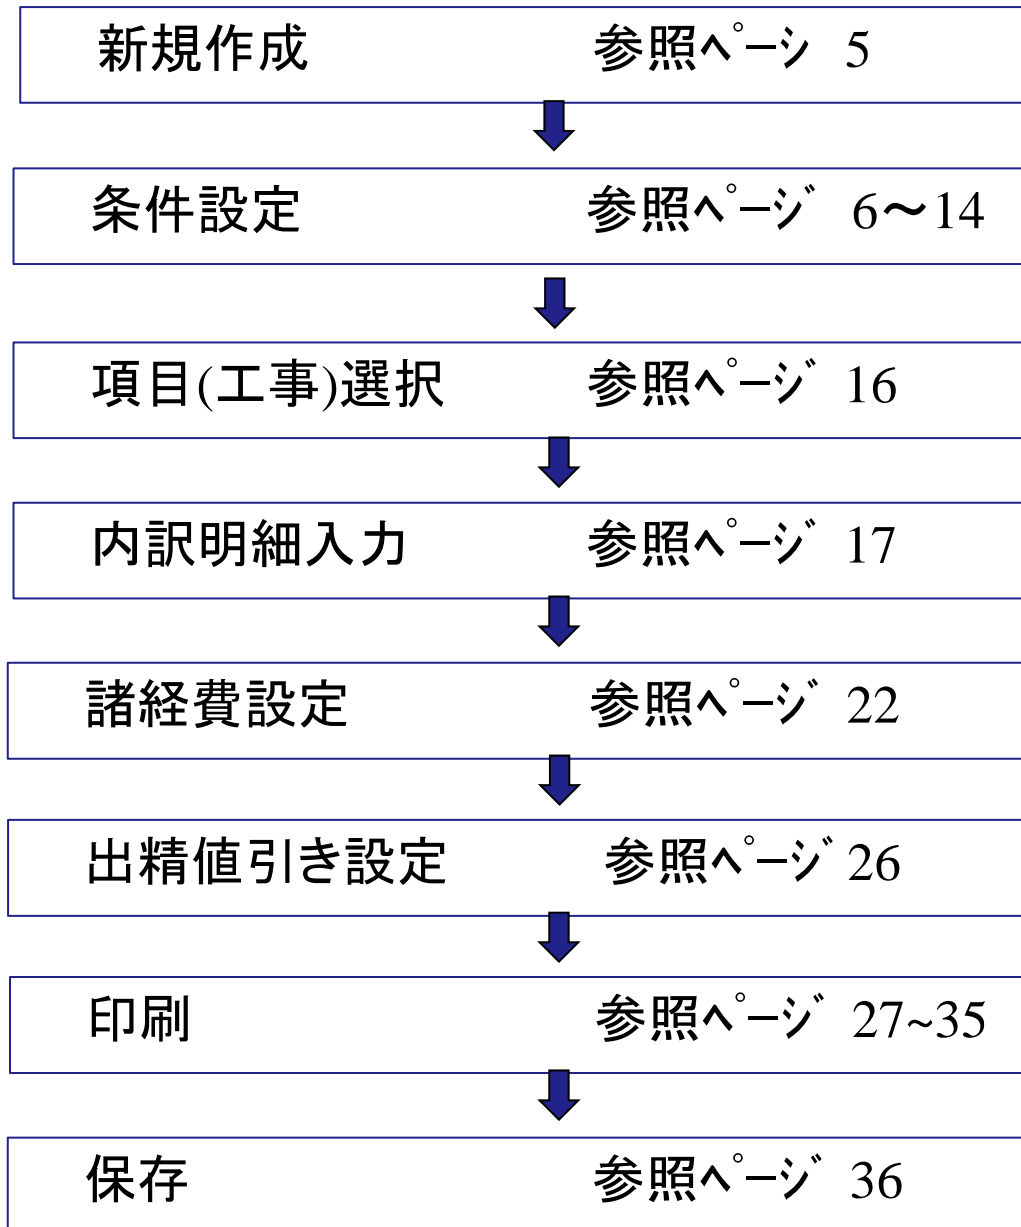 新規作成 参照ﾍﾟｰｼ 5
条件設定 参照ﾍﾟｰｼﾞ 6～14
項目(工事)選択 参照ﾍﾟｰｼﾞ 16
内訳明細入力 参照ﾍﾟｰｼﾞ 17
諸経費設定 参照ﾍﾟｰｼﾞ 22
出精値引き設定 参照ﾍﾟｰｼﾞ 26
印刷 参照ﾍﾟｰｼﾞ 27~35
保存 参照ﾍﾟｰｼﾞ 36